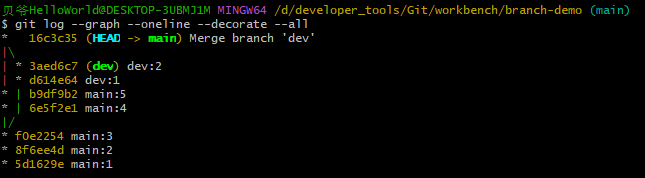 贝爷HelloWorld@DESKTOP-3UBMJ1M MINGW64 /d/developer_tools/Git/workbench/branch-demo (main)
$ git log --graph --oneline --decorate --all
*   16c3c35 (HEAD -> main) Merge branch 'dev'
|\
| * 3aed6c7 (dev) dev:2
| * d614e64 dev:1
* | b9df9b2 main:5
* | 6e5f2e1 main:4
|/
* f0e2254 main:3
* 8f6ee4d main:2
* 5d1629e main:1